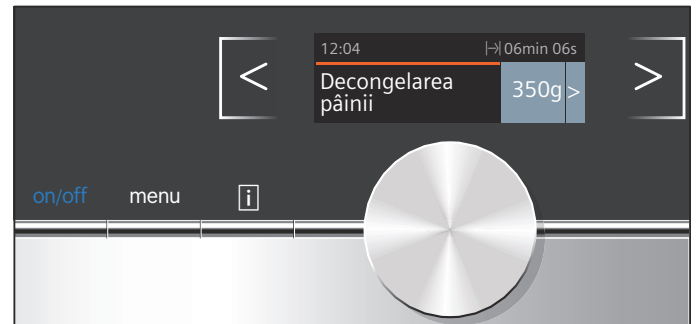 12:04 |→| 06min 06s
< Decongelarea 350g > >
pâinii
on/off menu i